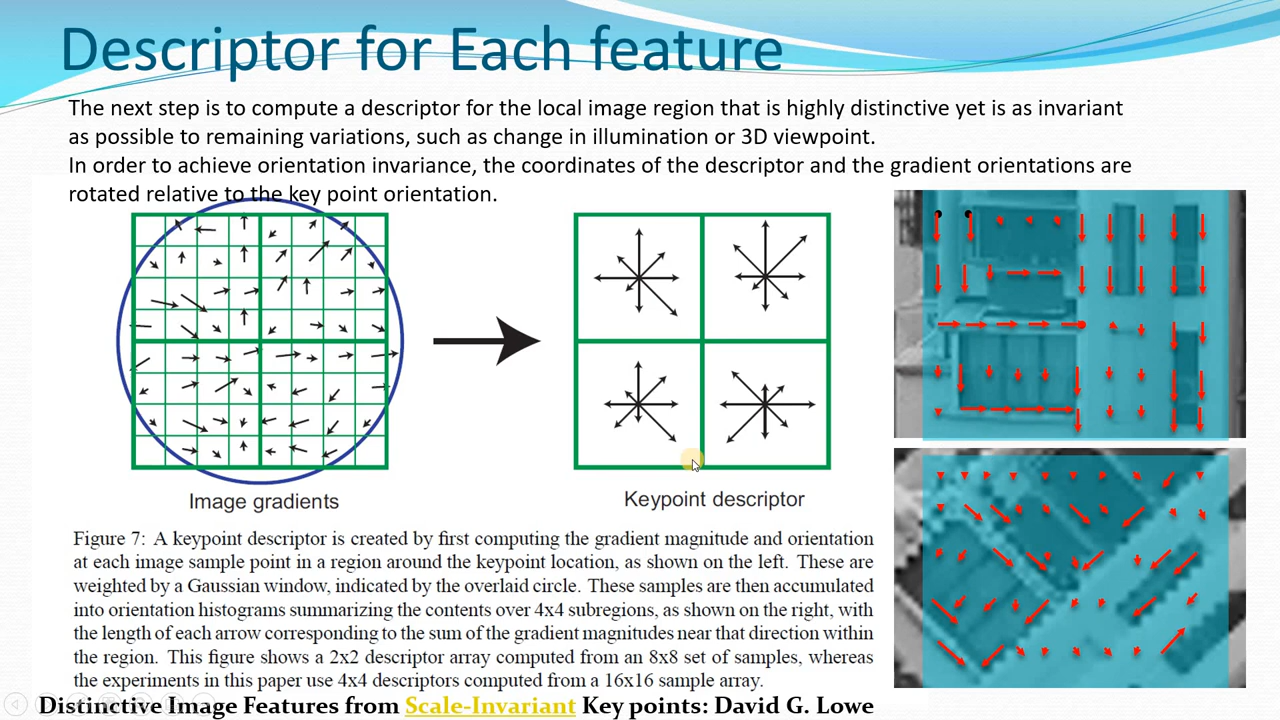 Descriptor for Each feature
The next step is to compute a descriptor for the local image region that is highly distinctive yet is as invariant
as possible to remaining variations, such as change in illumination or 3D viewpoint.
In order to achieve orientation invariance, the coordinates of the descriptor and the gradient orientations are
rotated relative to the key point orientation.
Image gradients
Keypoint descriptor
Figure 7: A keypoint descriptor is created by first computing the gradient magnitude and orientation
at each image sample point in a region around the keypoint location, as shown on the left. These are
weighted by a Gaussian window, indicated by the overlaid circle. These samples are then accumulated
into orientation histograms summarizing the contents over 4x4 subregions, as shown on the right, with
the length of each arrow corresponding to the sum of the gradient magnitudes near that direction within
the region. This figure shows a 2x2 descriptor array computed from an 8x8 set of samples, whereas
the experiments in this paper use 4x4 descriptors computed from a 16x16 sample array.
Distinctive Image Features from Scale-Invariant Key points: David G. Lowe